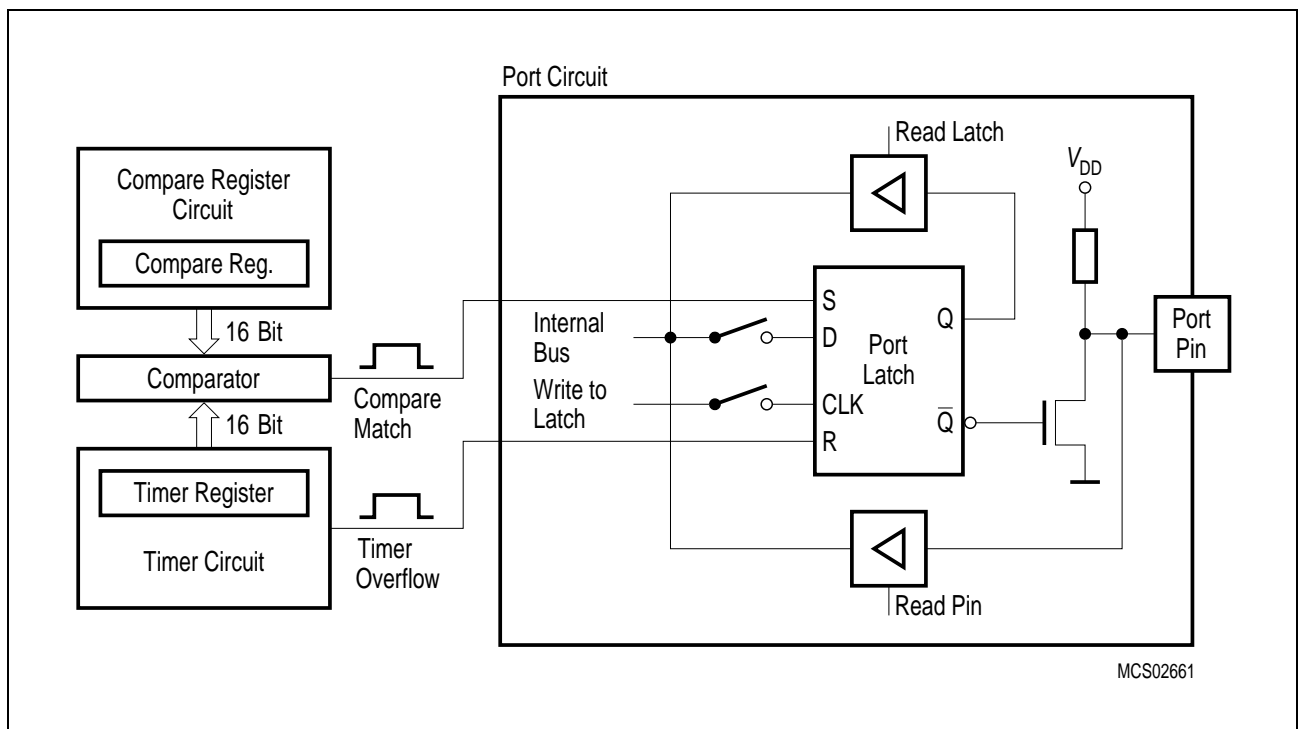 Port Circuit
Read Latch
V_DD
Compare Register
Circuit
Compare Reg.
16 Bit
Comparator
16 Bit
Timer Register
Timer Circuit
Compare
Match
Timer
Overflow
Internal
Bus
Write to
Latch
S
D
CLK
R
Q
Port
Latch
Q̅
Port
Pin
Read Pin
MCS02661